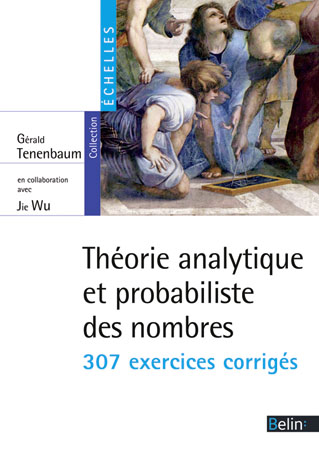 Collection
ÉCHELLES
Gérald
Tenenbaum
en collaboration
avec
Jie Wu
Théorie analytique
et probabiliste
des nombres
307 exercices corrigés
Belin: